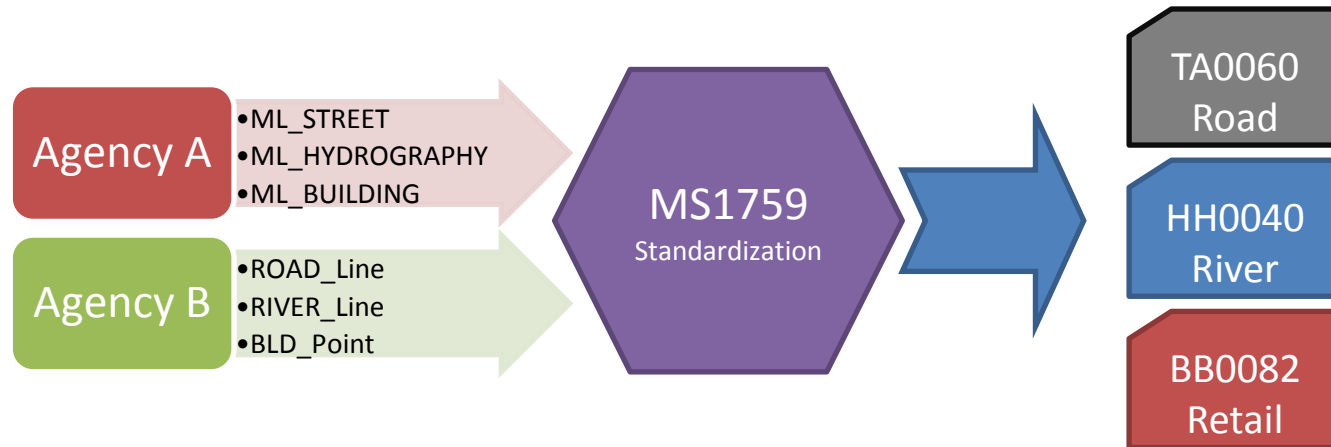 Agency A
•ML_STREET
•ML_HYDROGRAPHY
•ML_BUILDING
Agency B
•ROAD_Line
•RIVER_Line
•BLD_Point
MS1759
Standardization
TA0060
Road
HH0040
River
BB0082
Retail